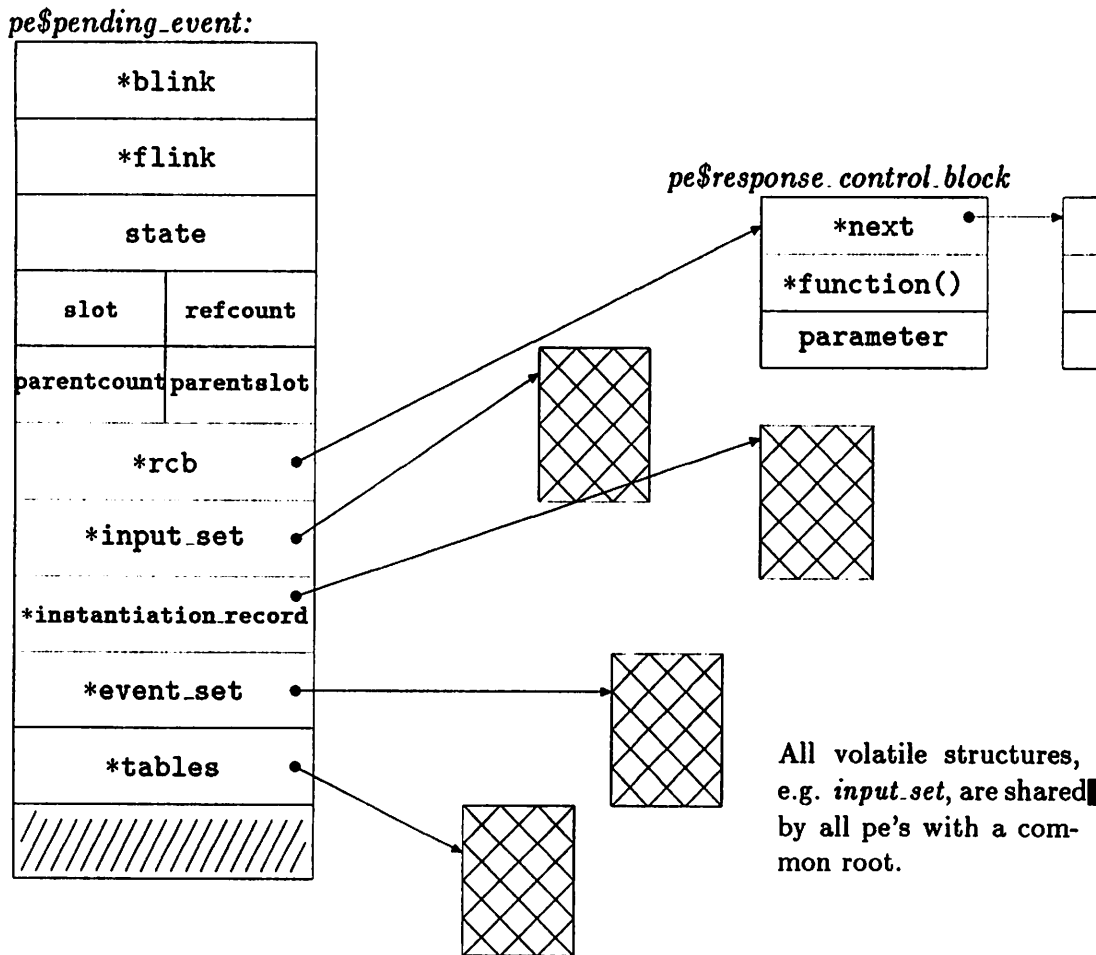 pe$pending_event:
*blink
*flink
state
slot refcount
parentcount parentslot
*rcb
*input_set
*instantiation_record
*event_set
*tables
pe$response_control_block
*next
*function()
parameter
All volatile structures,
e.g. input_set, are shared
by all pe's with a com-
mon root.